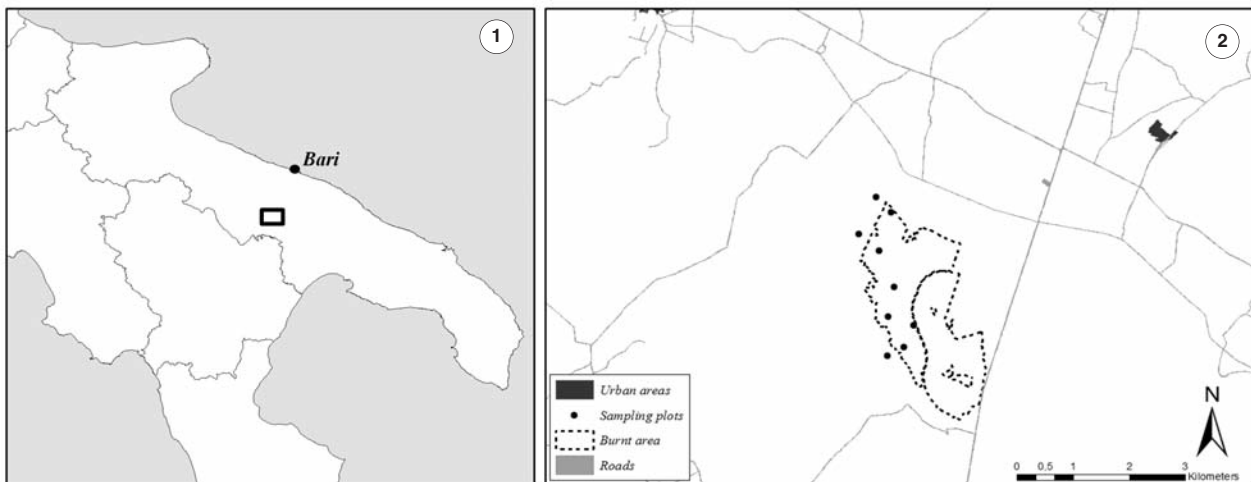 1
Bari
2
Urban areas
Sampling plots
Burnt area
Roads
N
0 0,5 1 2 3
Kilometers